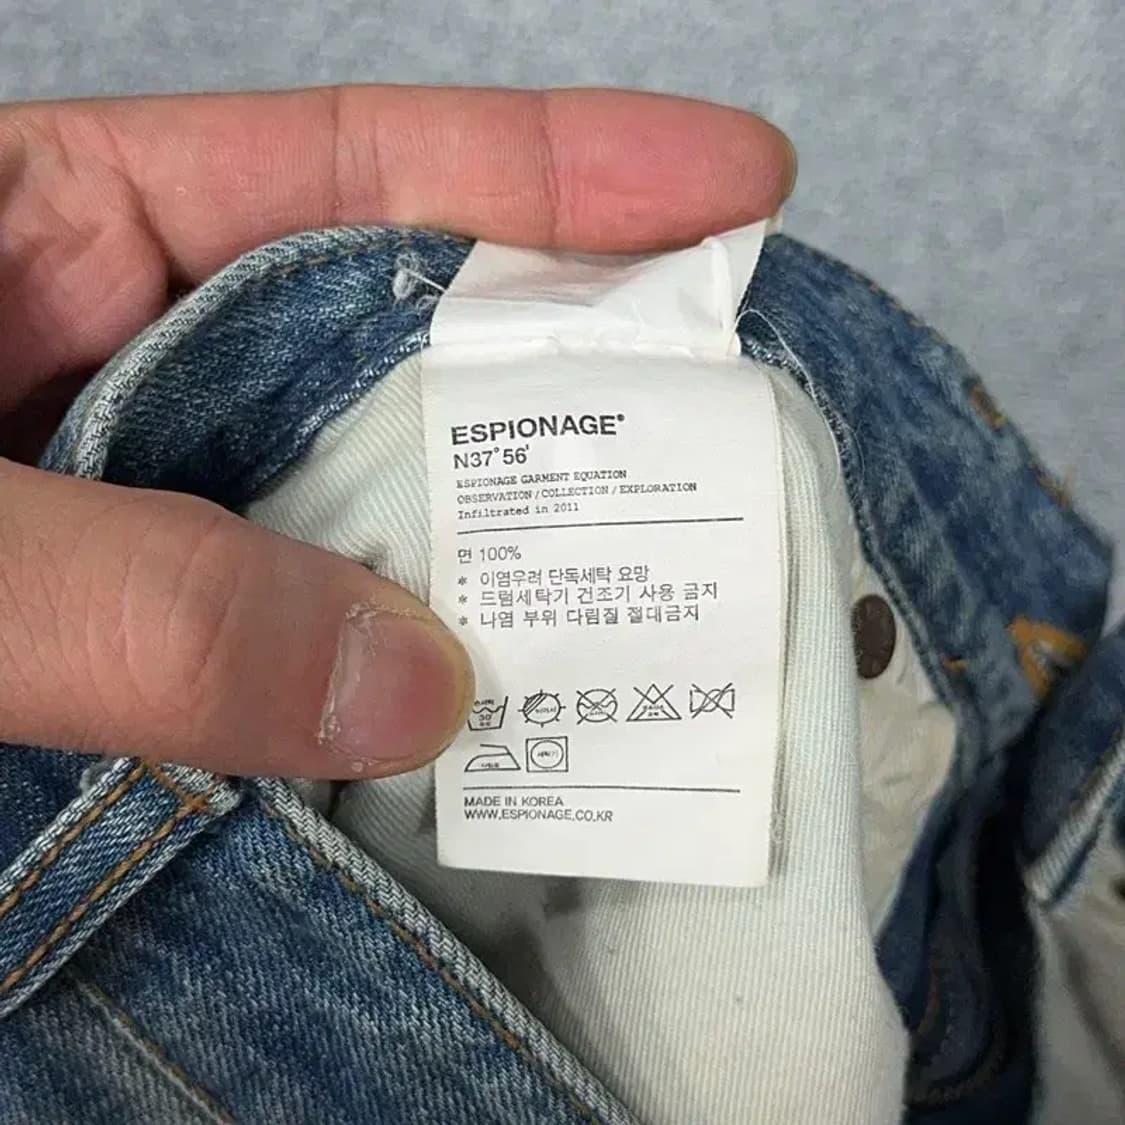 ESPIONAGE®
N37°56'
ESPIONAGE GARMENT EQUATION
OBSERVATION / COLLECTION / EXPLORATION
Infiltrated in 2011
면 100%
* 이염우려 단독세탁 요망
* 드럼세탁기 건조기 사용 금지
* 나염 부위 다림질 절대금지
30
MADE IN KOREA
WWW.ESPIONAGE.CO.KR